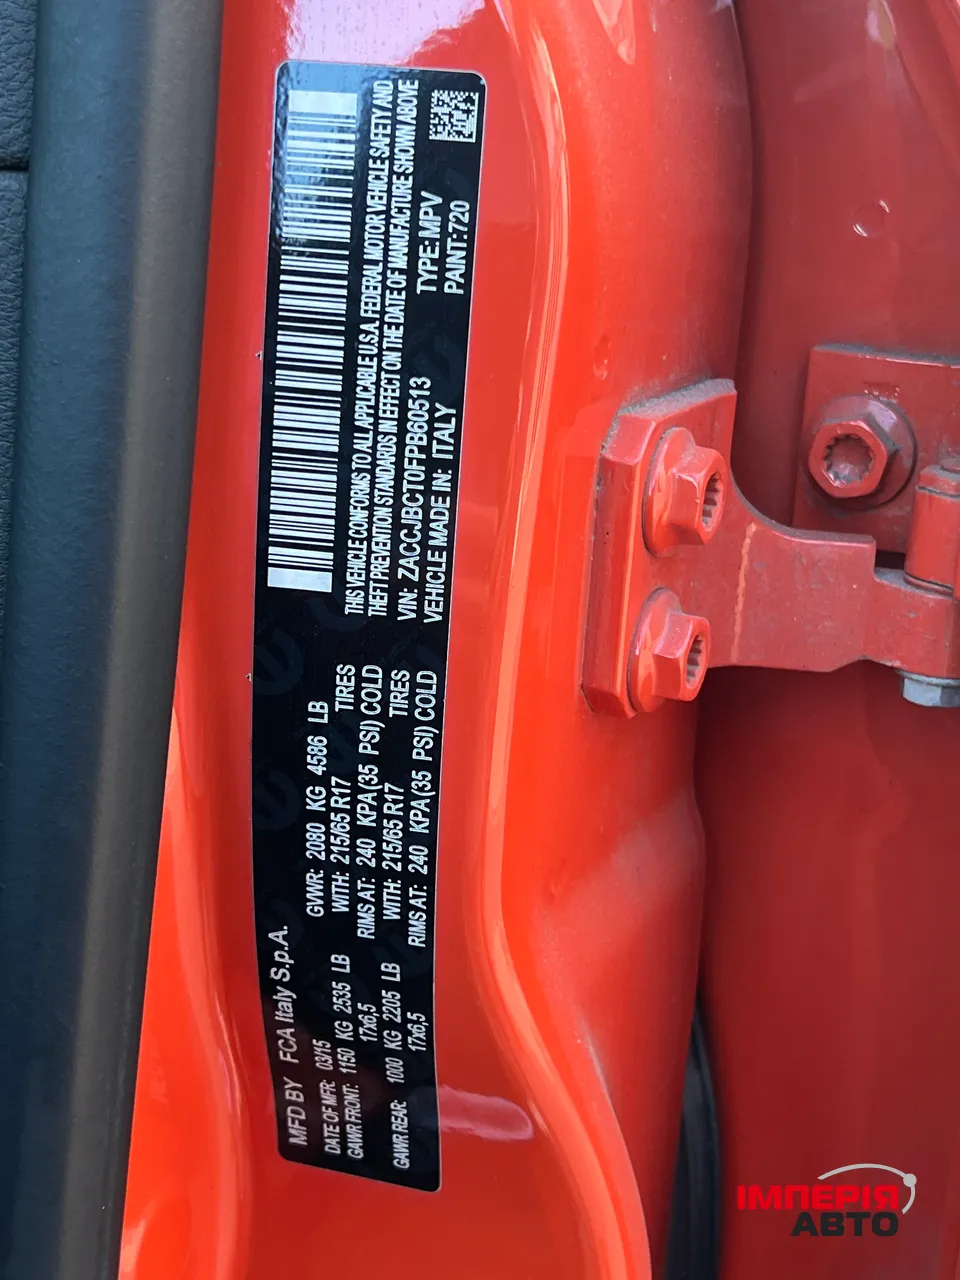 MFD BY FCA Italy S.p.A.
DATE OF MFR: 03/15 GVWR: 2080 KG 4586 LB
GAWR FRONT: 1150 KG 2535 LB WITH: 215/65 R17 TIRES
17x6,5 RIMS AT: 240 KPA(35 PSI) COLD
GAWR REAR: 1000 KG 2205 LB WITH: 215/65 R17 TIRES
17x6,5 RIMS AT: 240 KPA(35 PSI) COLD
THIS VEHICLE CONFORMS TO ALL APPLICABLE U.S.A. FEDERAL MOTOR VEHICLE SAFETY AND
THEFT PREVENTION STANDARDS IN EFFECT ON THE DATE OF MANUFACTURE SHOWN ABOVE
VIN: ZACCJBCT0FPB60513 TYPE: MPV
VEHICLE MADE IN: ITALY PAINT:720
ІМПЕРІЯ
АВТО